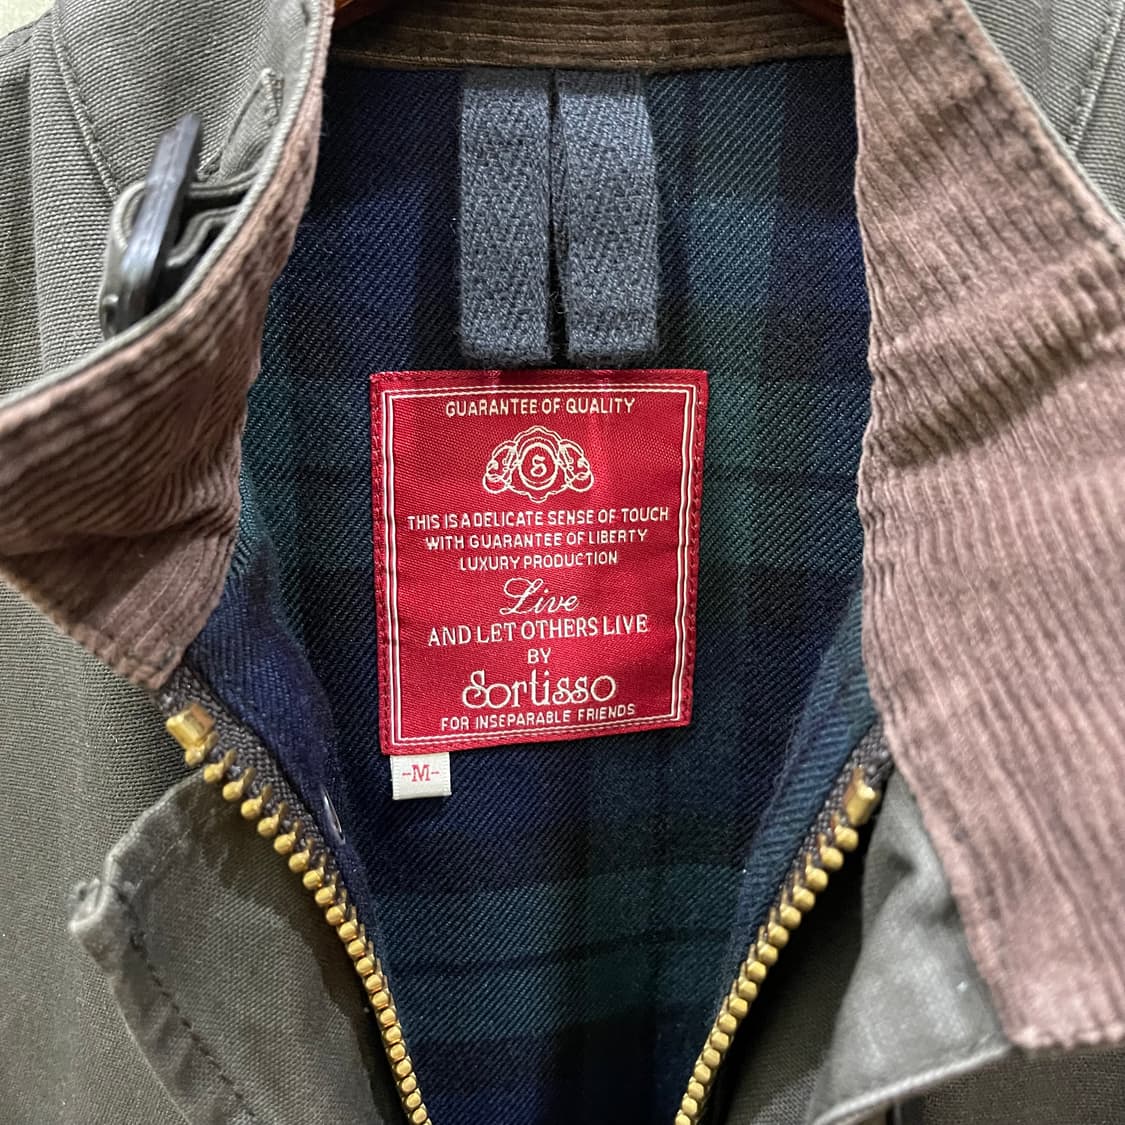 GUARANTEE OF QUALITY
S
THIS IS A DELICATE SENSE OF TOUCH
WITH GUARANTEE OF LIBERTY
LUXURY PRODUCTION
Live
AND LET OTHERS LIVE
BY
Sortisso
FOR INSEPARABLE FRIENDS
-M-